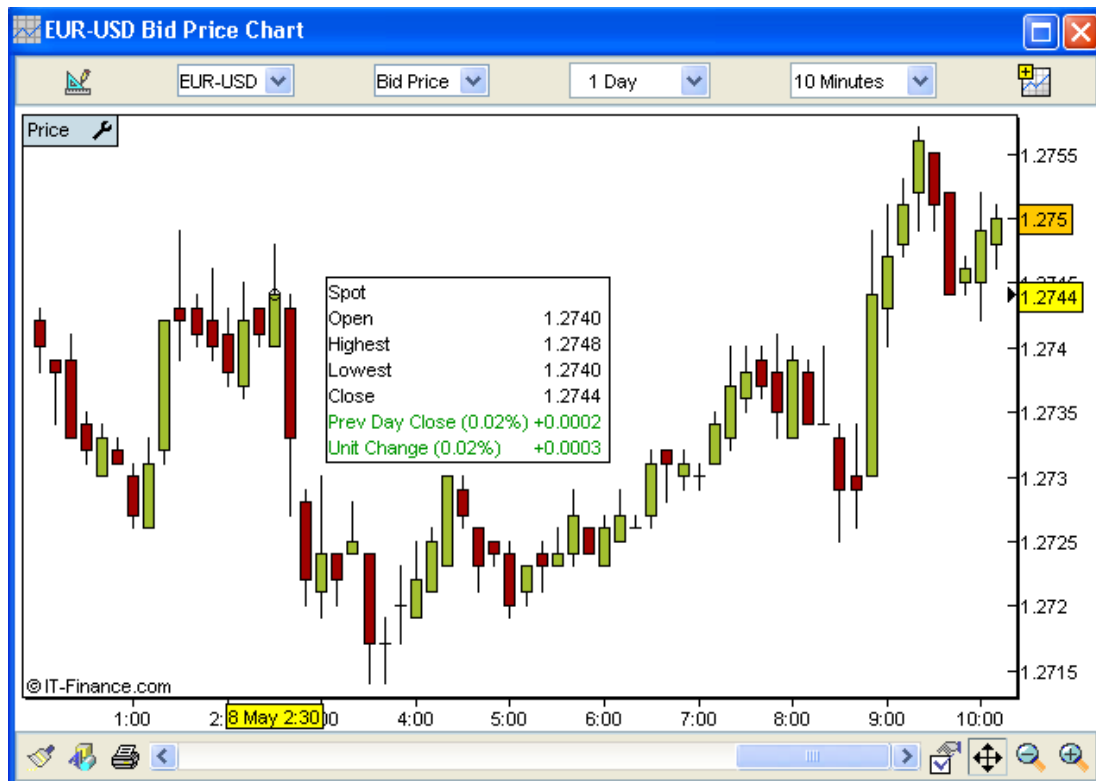 EUR-USD Bid Price Chart
EUR-USD Bid Price 1 Day 10 Minutes
Price
1.2755
1.275
1.2744
1.274
1.2735
1.273
1.2725
1.272
1.2715
Spot
Open 1.2740
Highest 1.2748
Lowest 1.2740
Close 1.2744
Prev Day Close (0.02%) +0.0002
Unit Change (0.02%) +0.0003
© IT-Finance.com
1:00 2: 8 May 2:30 00 4:00 5:00 6:00 7:00 8:00 9:00 10:00